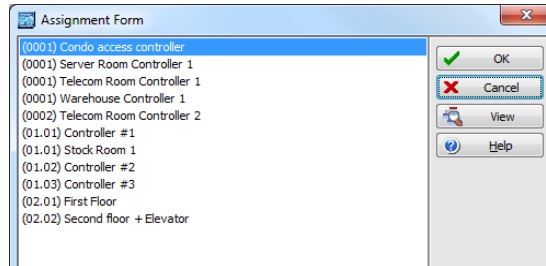 Assignment Form
(0001) Condo access controller
(0001) Server Room Controller 1
(0001) Telecom Room Controller 1
(0001) Warehouse Controller 1
(0002) Telecom Room Controller 2
(01.01) Controller #1
(01.01) Stock Room 1
(01.02) Controller #2
(01.03) Controller #3
(02.01) First Floor
(02.02) Second floor + Elevator
OK
Cancel
View
Help